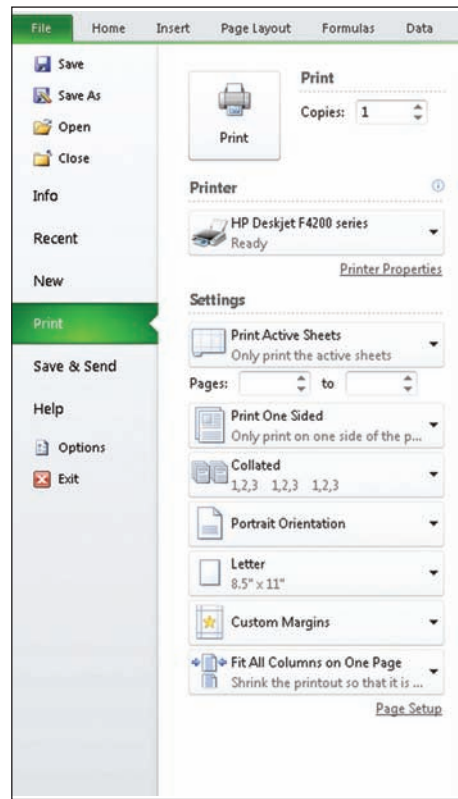 File Home Insert Page Layout Formulas Data
Save
Save As
Open
Close
Info
Recent
New
Print
Save & Send
Help
Options
Exit
Print
Print
Copies: 1
Printer
HP Deskjet F4200 series
Ready
Printer Properties
Settings
Print Active Sheets
Only print the active sheets
Pages: to
Print One Sided
Only print on one side of the p...
Collated
1,2,3 1,2,3 1,2,3
Portrait Orientation
Letter
8.5" x 11"
Custom Margins
Fit All Columns on One Page
Shrink the printout so that it is ...
Page Setup